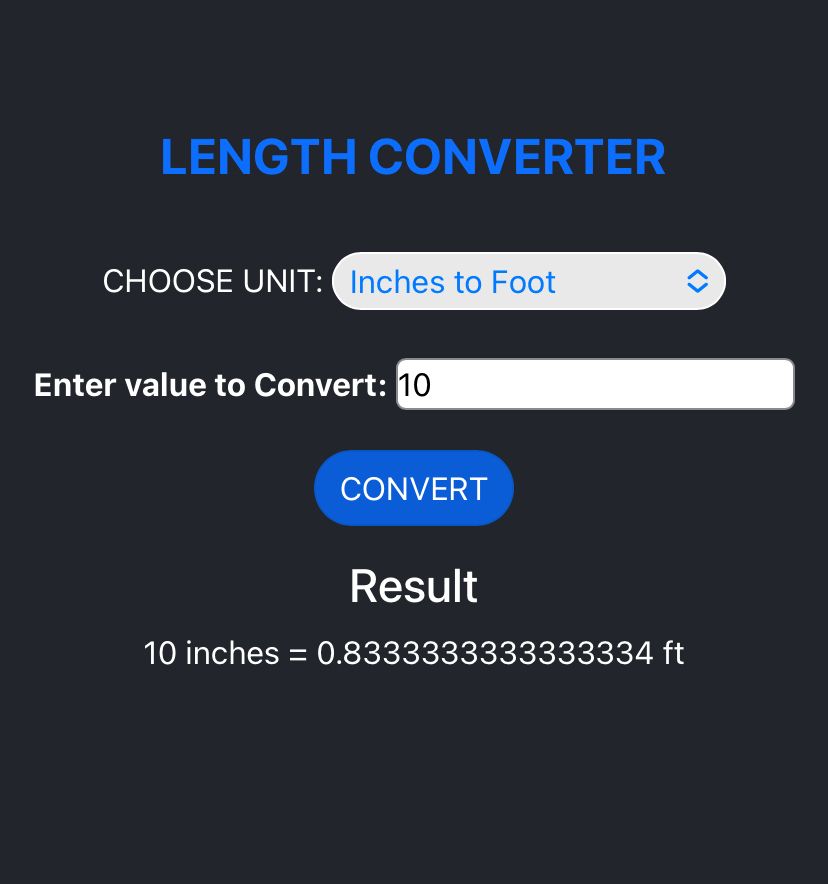 LENGTH CONVERTER
CHOOSE UNIT: Inches to Foot
Enter value to Convert: 10
CONVERT
Result
10 inches = 0.8333333333333334 ft